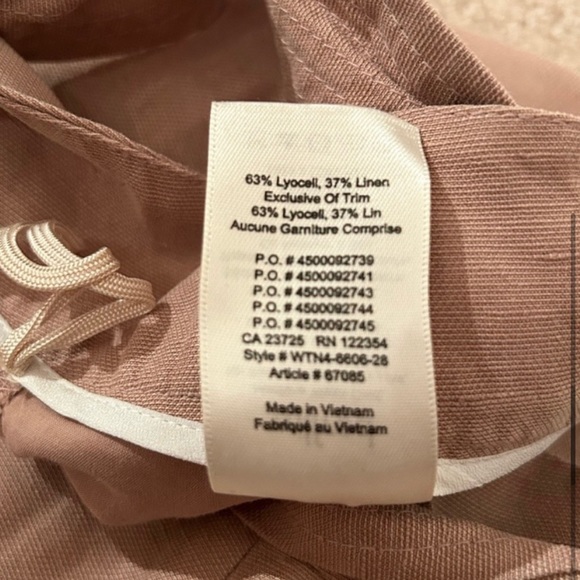 63% Lyocell, 37% Linen
Exclusive Of Trim
63% Lyocell, 37% Lin
Aucune Garniture Comprise
P.O. # 4500092739
P.O. # 4500092741
P.O. # 4500092743
P.O. # 4500092744
P.O. # 4500092745
CA 23725 RN 122354
Style # WTN4-6606-28
Article # 67085
Made in Vietnam
Fabriqué au Vietnam